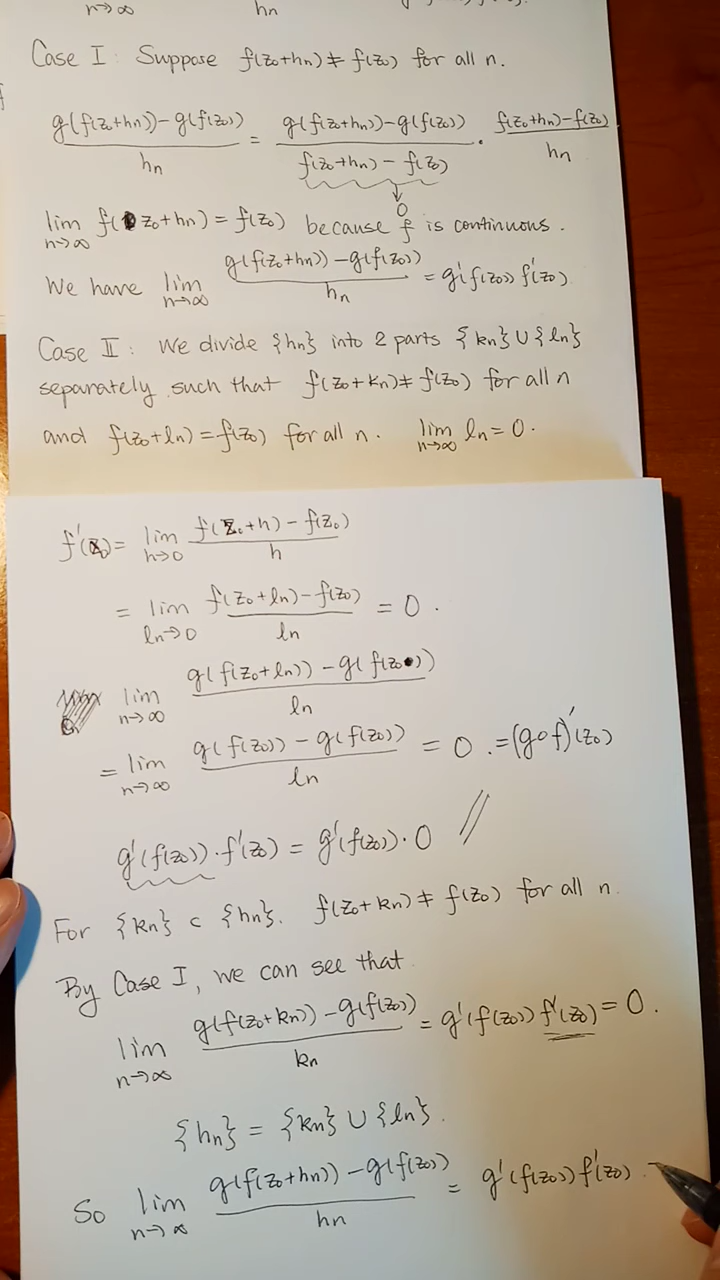 n→∞ hn
Case I: Suppose f(z₀+hn) ≠ f(z₀) for all n.
g(f(z₀+hn))-g(f(z₀)) / hn = g(f(z₀+hn))-g(f(z₀)) / f(z₀+hn) - f(z₀) · f(z₀+hn)-f(z₀) / hn
↓
0
lim n→∞ f(z₀+hn) = f(z₀) because f is continuous.
We have lim n→∞ g(f(z₀+hn)) - g(f(z₀)) / hn = g'(f(z₀)) f'(z₀)
Case II: We divide {hn} into 2 parts {kn} ∪ {ln}
separately such that f(z₀+kn) ≠ f(z₀) for all n
and f(z₀+ln) = f(z₀) for all n. lim n→∞ ln = 0.
f'(z₀) = lim h→0 f(z₀+h) - f(z₀) / h
= lim ln→0 f(z₀+ln) - f(z₀) / ln = 0.
lim n→∞ g(f(z₀+ln)) - g(f(z₀)) / ln
= lim n→∞ g(f(z₀)) - g(f(z₀)) / ln = 0. = (g∘f)'(z₀)
g'(f(z₀)) · f'(z₀) = g'(f(z₀)) · 0 //
For {kn} ⊂ {hn}. f(z₀+kn) ≠ f(z₀) for all n.
By Case I, we can see that
lim n→∞ g(f(z₀+kn)) - g(f(z₀)) / kn = g'(f(z₀)) f'(z₀) = 0.
{hn} = {kn} ∪ {ln}.
So lim n→∞ g(f(z₀+hn)) - g(f(z₀)) / hn = g'(f(z₀)) f'(z₀).